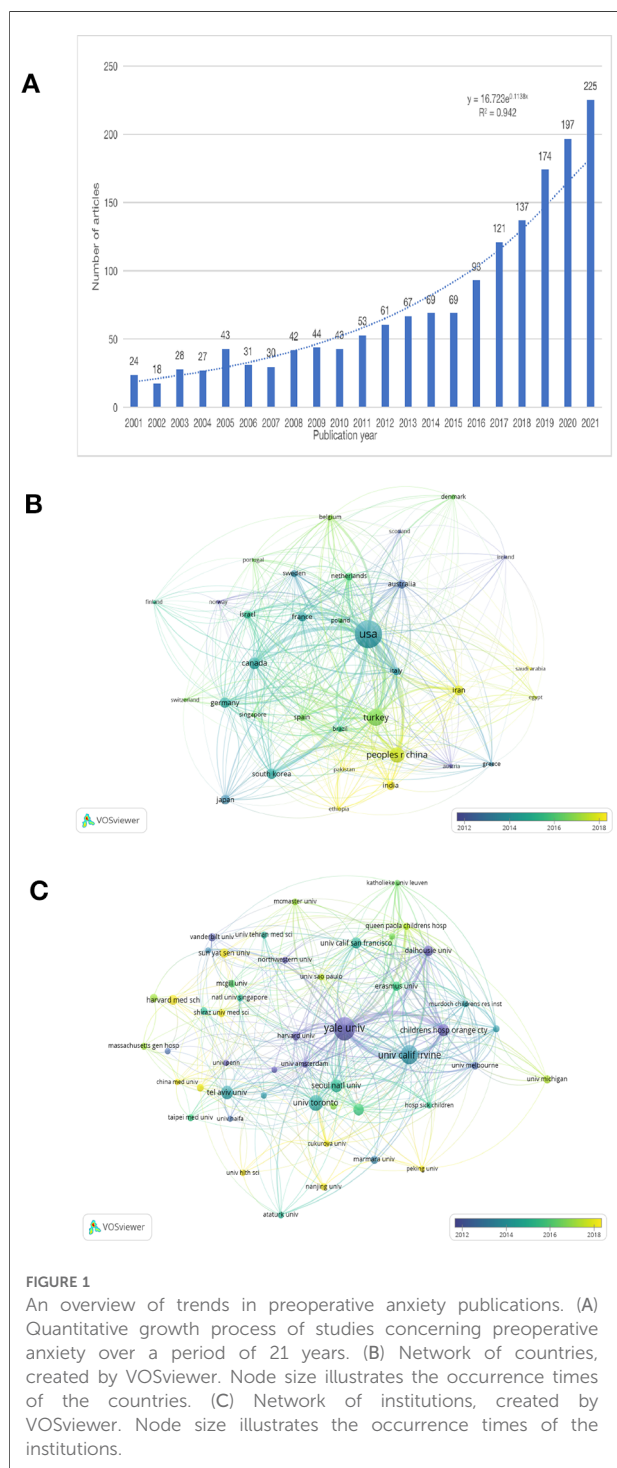 A
250
200
150
100
50
0
Number of articles
y = 16.723e^0.1138x
R² = 0.942
24
18
28
27
43
31
30
42
44
43
53
61
67
69
69
93
121
137
174
197
225
2001 2002 2003 2004 2005 2006 2007 2008 2009 2010 2011 2012 2013 2014 2015 2016 2017 2018 2019 2020 2021
Publication year
B
denmark
belgium
scotland
portugal
ireland
sweden
netherlands
australia
finland
norway
israel
france
poland
usa
canada
italy
saudi arabia
iran
switzerland
germany
singapore
spain
turkey
egypt
brazil
peoples r china
south korea
pakistan
austria
greece
india
japan
ethiopia
VOSviewer
2012 2014 2016 2018
C
katholieke univ leuven
mcmaster univ
queen paola childrens hosp
vanderbilt univ
univ tehran med sci
univ calif san francisco
dalhousie univ
sun yat sen univ
northwestern univ
mcgill univ
univ sao paulo
erasmus univ
harvard med sch
natl univ singapore
murdoch childrens res inst
shiraz univ med sci
yale univ
childrens hosp orange cty
harvard univ
massachusetts gen hosp
univ penn
univ amsterdam
univ calif irvine
univ melbourne
china med univ
seoul natl univ
univ michigan
tel aviv univ
univ toronto
hosp sick children
taipei med univ
univ haifa
cukurova univ
marmara univ
peking univ
univ hlth sci
nanjing univ
ataturk univ
VOSviewer
2012 2014 2016 2018
FIGURE 1
An overview of trends in preoperative anxiety publications. (A)
Quantitative growth process of studies concerning preoperative
anxiety over a period of 21 years. (B) Network of countries,
created by VOSviewer. Node size illustrates the occurrence times
of the countries. (C) Network of institutions, created by
VOSviewer. Node size illustrates the occurrence times of the
institutions.